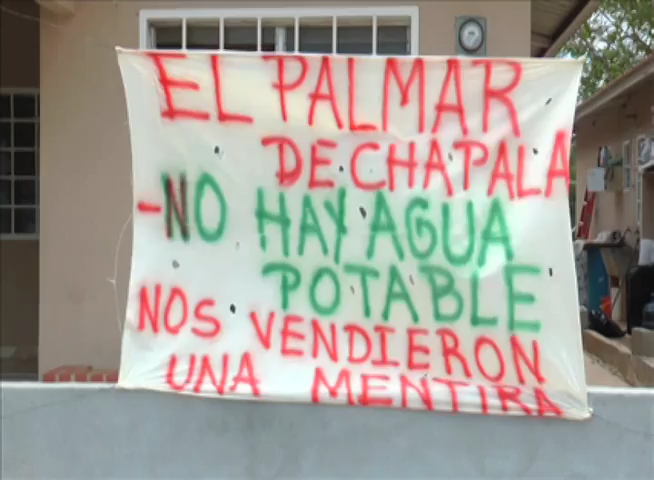 EL PALMAR
DE CHAPALA
-NO HAY AGUA
POTABLE
NOS VENDIERON
UNA MENTIRA